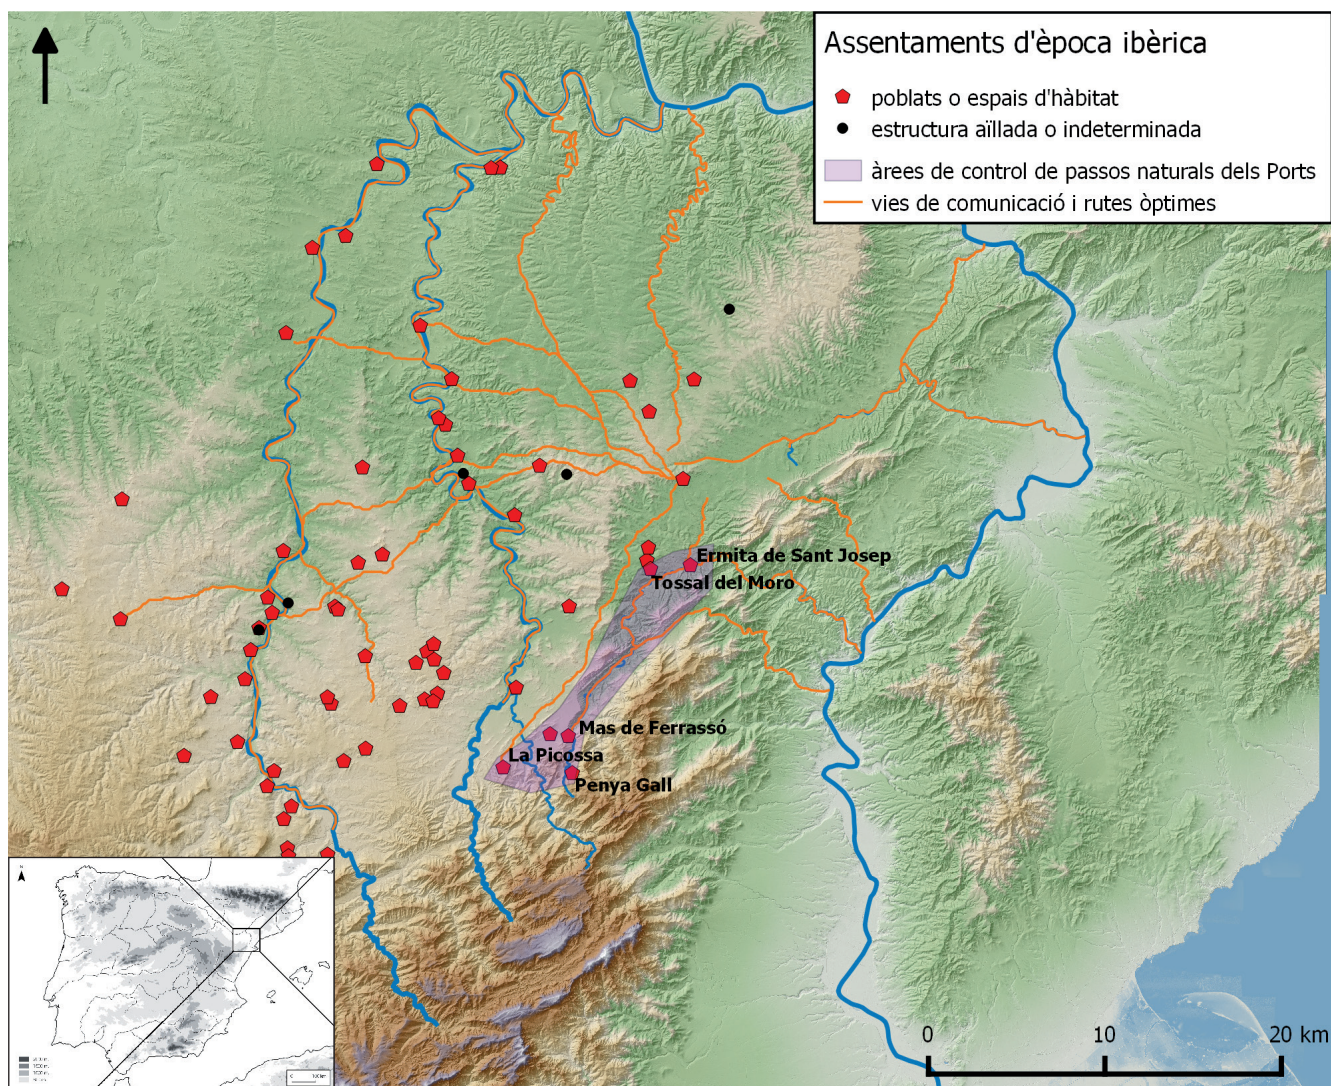 Assentaments d'època ibèrica
poblats o espais d'hàbitat
estructura aïllada o indeterminada
àrees de control de passos naturals dels Ports
vies de comunicació i rutes òptimes
Ermita de Sant Josep
Tossal del Moro
Mas de Ferrassó
La Picossa
Penya Gall
N
0 10 20 km